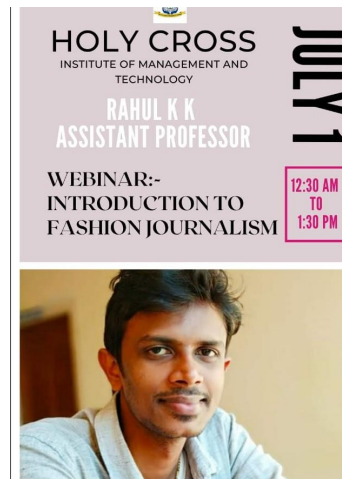 HOLY CROSS
INSTITUTE OF MANAGEMENT AND
TECHNOLOGY
RAHUL K K
ASSISTANT PROFESSOR
WEBINAR:-
INTRODUCTION TO
FASHION JOURNALISM
JULY 1
12:30 AM
TO
1:30 PM